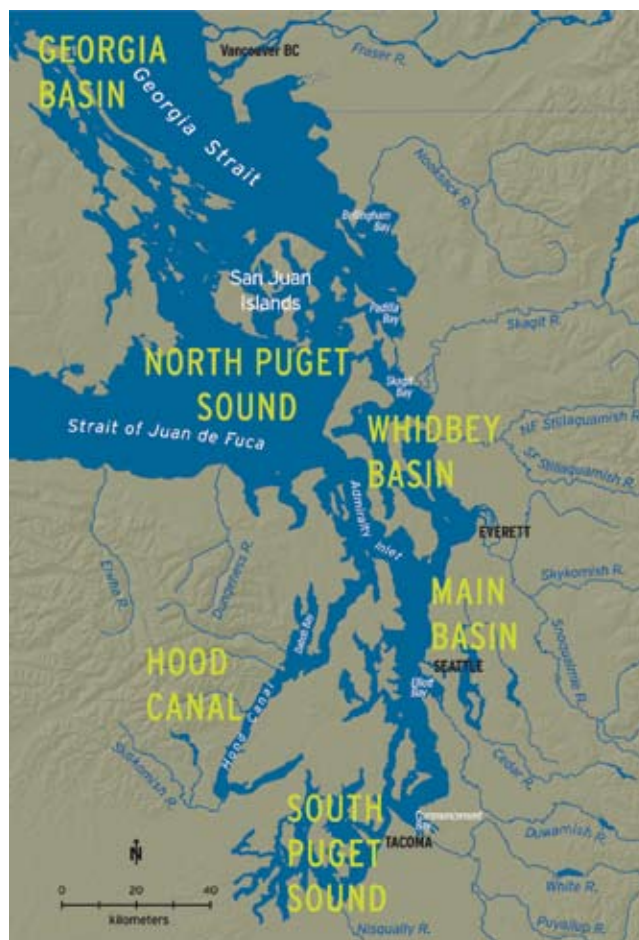 GEORGIA
BASIN
Vancouver BC
Fraser R.
Georgia Strait
Nooksack R.
Bellingham
Bay
San Juan
Islands
Padilla
Bay
Skagit R.
NORTH PUGET
SOUND
Skagit
Bay
Strait of Juan de Fuca
WHIDBEY
BASIN
NF Stillaguamish R.
SF Stillaguamish R.
Admiralty
Inlet
EVERETT
Elwha R.
Dungeness R.
Skykomish R.
MAIN
BASIN
Snoqualmie R.
HOOD
CANAL
SEATTLE
Elliott
Bay
Hood Canal
Skokomish R.
Cedar R.
SOUTH
PUGET
SOUND
Commencement
Bay
TACOMA
Duwamish R.
N
White R.
0 20 40
kilometers
Nisqually R.
Puyallup R.